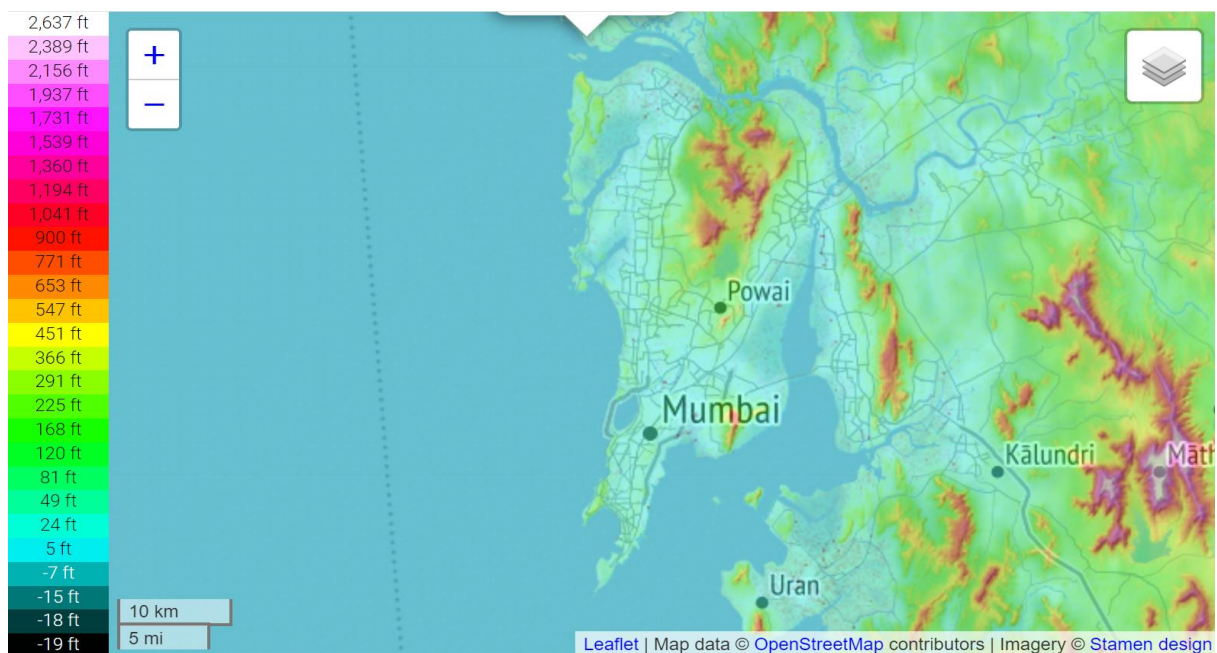 2,637 ft
2,389 ft
2,156 ft
1,937 ft
1,731 ft
1,539 ft
1,360 ft
1,194 ft
1,041 ft
900 ft
771 ft
653 ft
547 ft
451 ft
366 ft
291 ft
225 ft
168 ft
120 ft
81 ft
49 ft
24 ft
5 ft
-7 ft
-15 ft
-18 ft
-19 ft
+
−
Powai
Mumbai
Kālundri
Māth
Uran
10 km
5 mi
Leaflet | Map data © OpenStreetMap contributors | Imagery © Stamen design